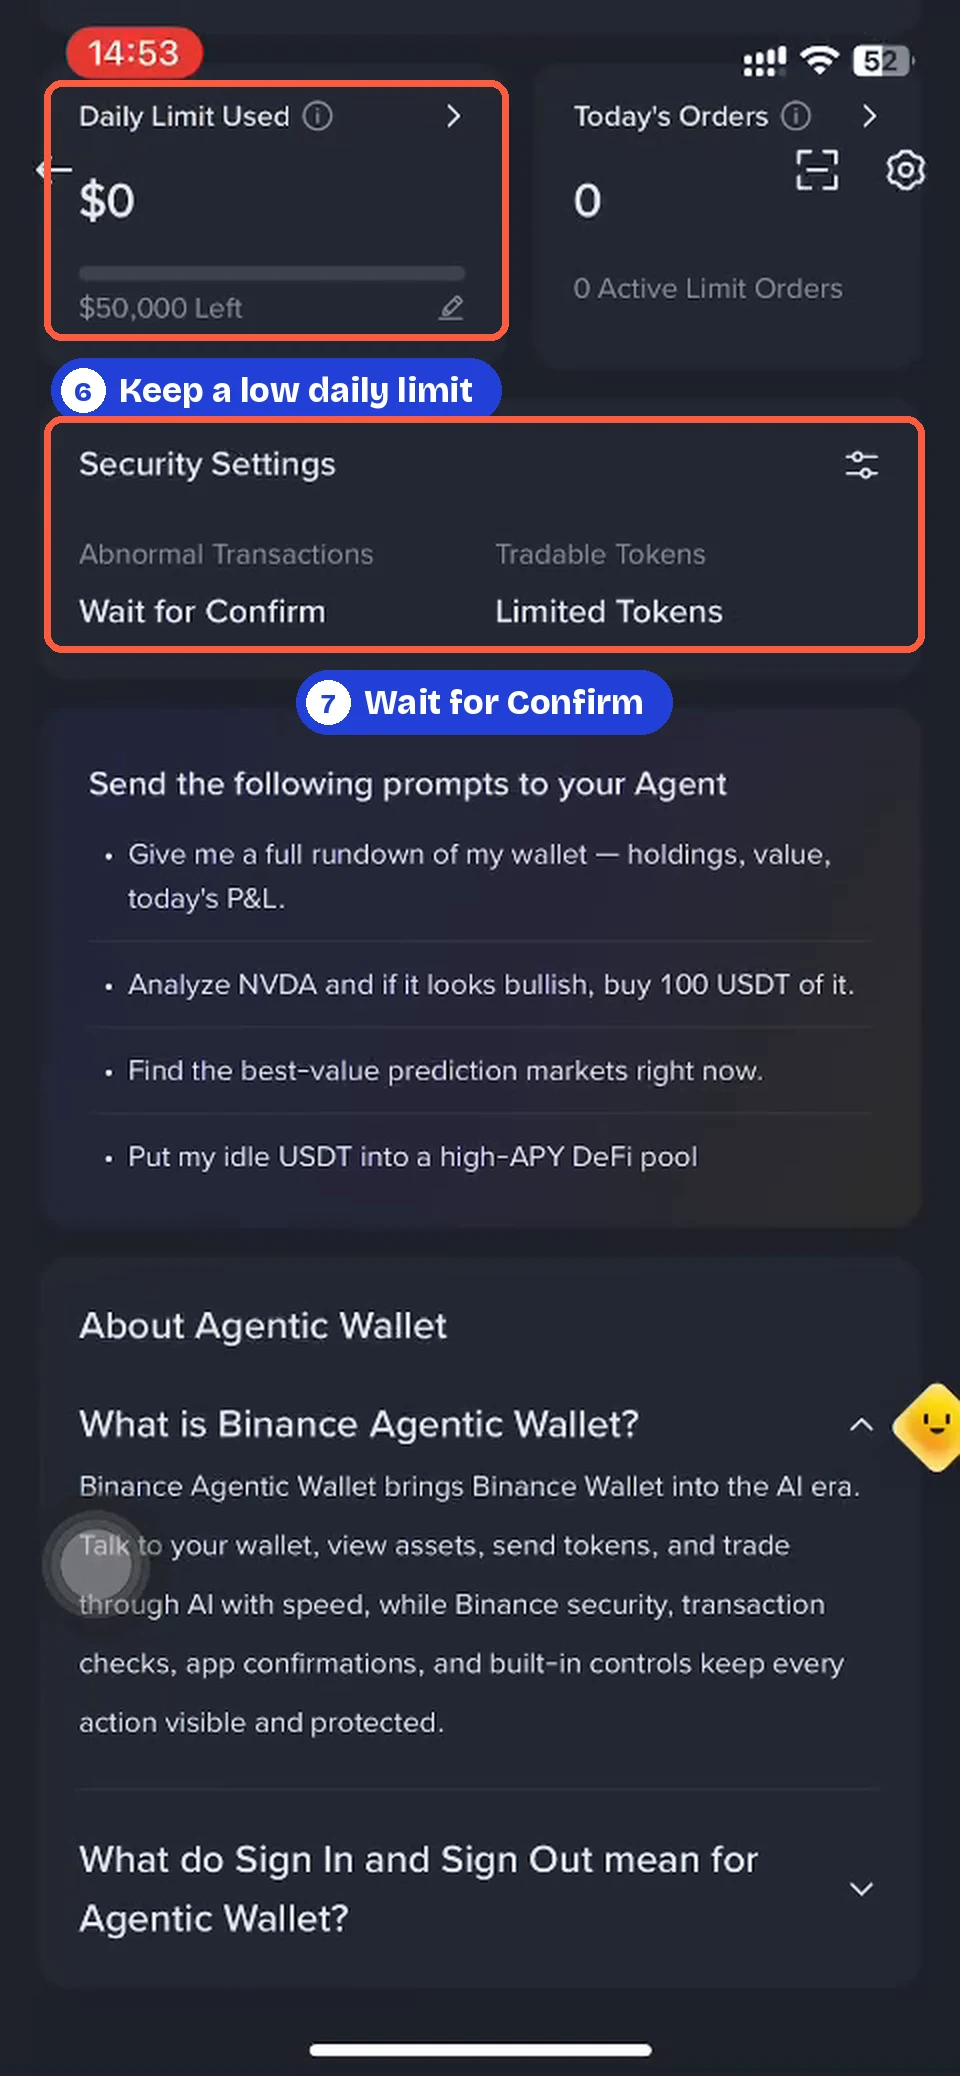 14:53
52
Daily Limit Used
$0
$50,000 Left
Today's Orders
0
0 Active Limit Orders
6 Keep a low daily limit
Security Settings
Abnormal Transactions
Wait for Confirm
Tradable Tokens
Limited Tokens
7 Wait for Confirm
Send the following prompts to your Agent
• Give me a full rundown of my wallet — holdings, value,
today's P&L.
• Analyze NVDA and if it looks bullish, buy 100 USDT of it.
• Find the best-value prediction markets right now.
• Put my idle USDT into a high-APY DeFi pool
About Agentic Wallet
What is Binance Agentic Wallet?
Binance Agentic Wallet brings Binance Wallet into the AI era.
Talk to your wallet, view assets, send tokens, and trade
through AI with speed, while Binance security, transaction
checks, app confirmations, and built-in controls keep every
action visible and protected.
What do Sign In and Sign Out mean for
Agentic Wallet?